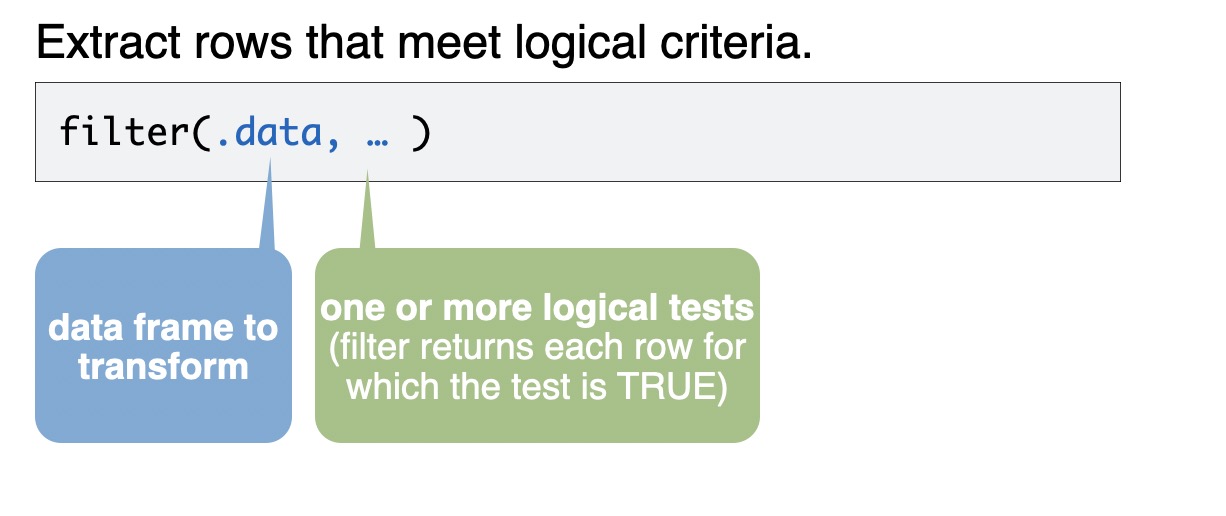 Extract rows that meet logical criteria.
filter(.data, … )
data frame to
transform
one or more logical tests
(filter returns each row for
which the test is TRUE)